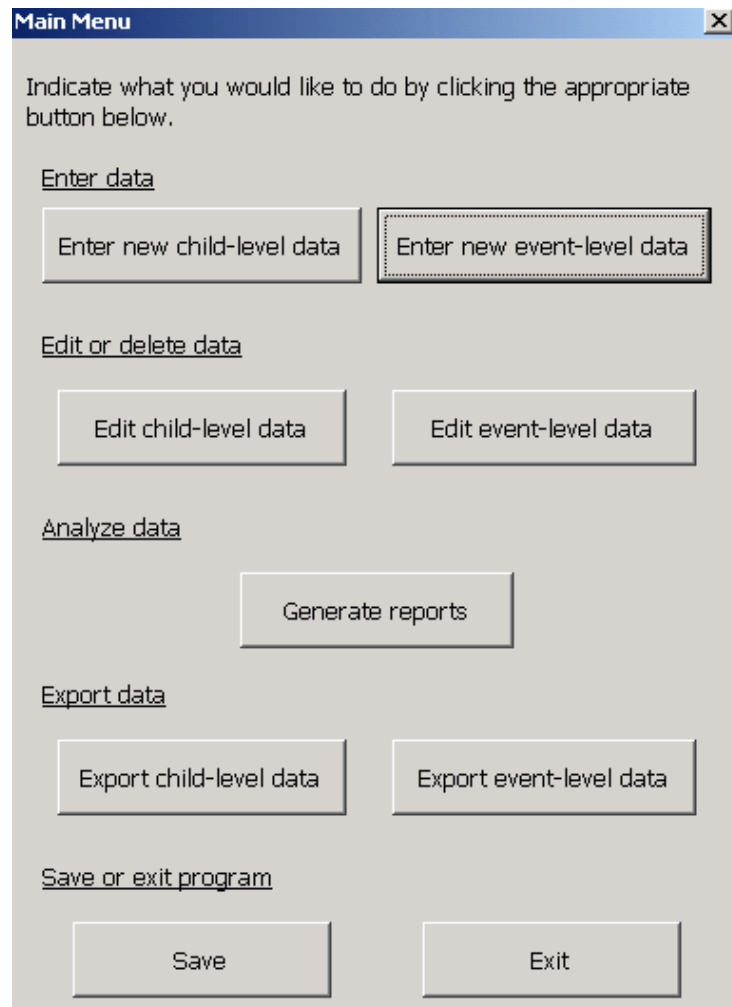 Main Menu
Indicate what you would like to do by clicking the appropriate
button below.
Enter data
Enter new child-level data
Enter new event-level data
Edit or delete data
Edit child-level data
Edit event-level data
Analyze data
Generate reports
Export data
Export child-level data
Export event-level data
Save or exit program
Save
Exit